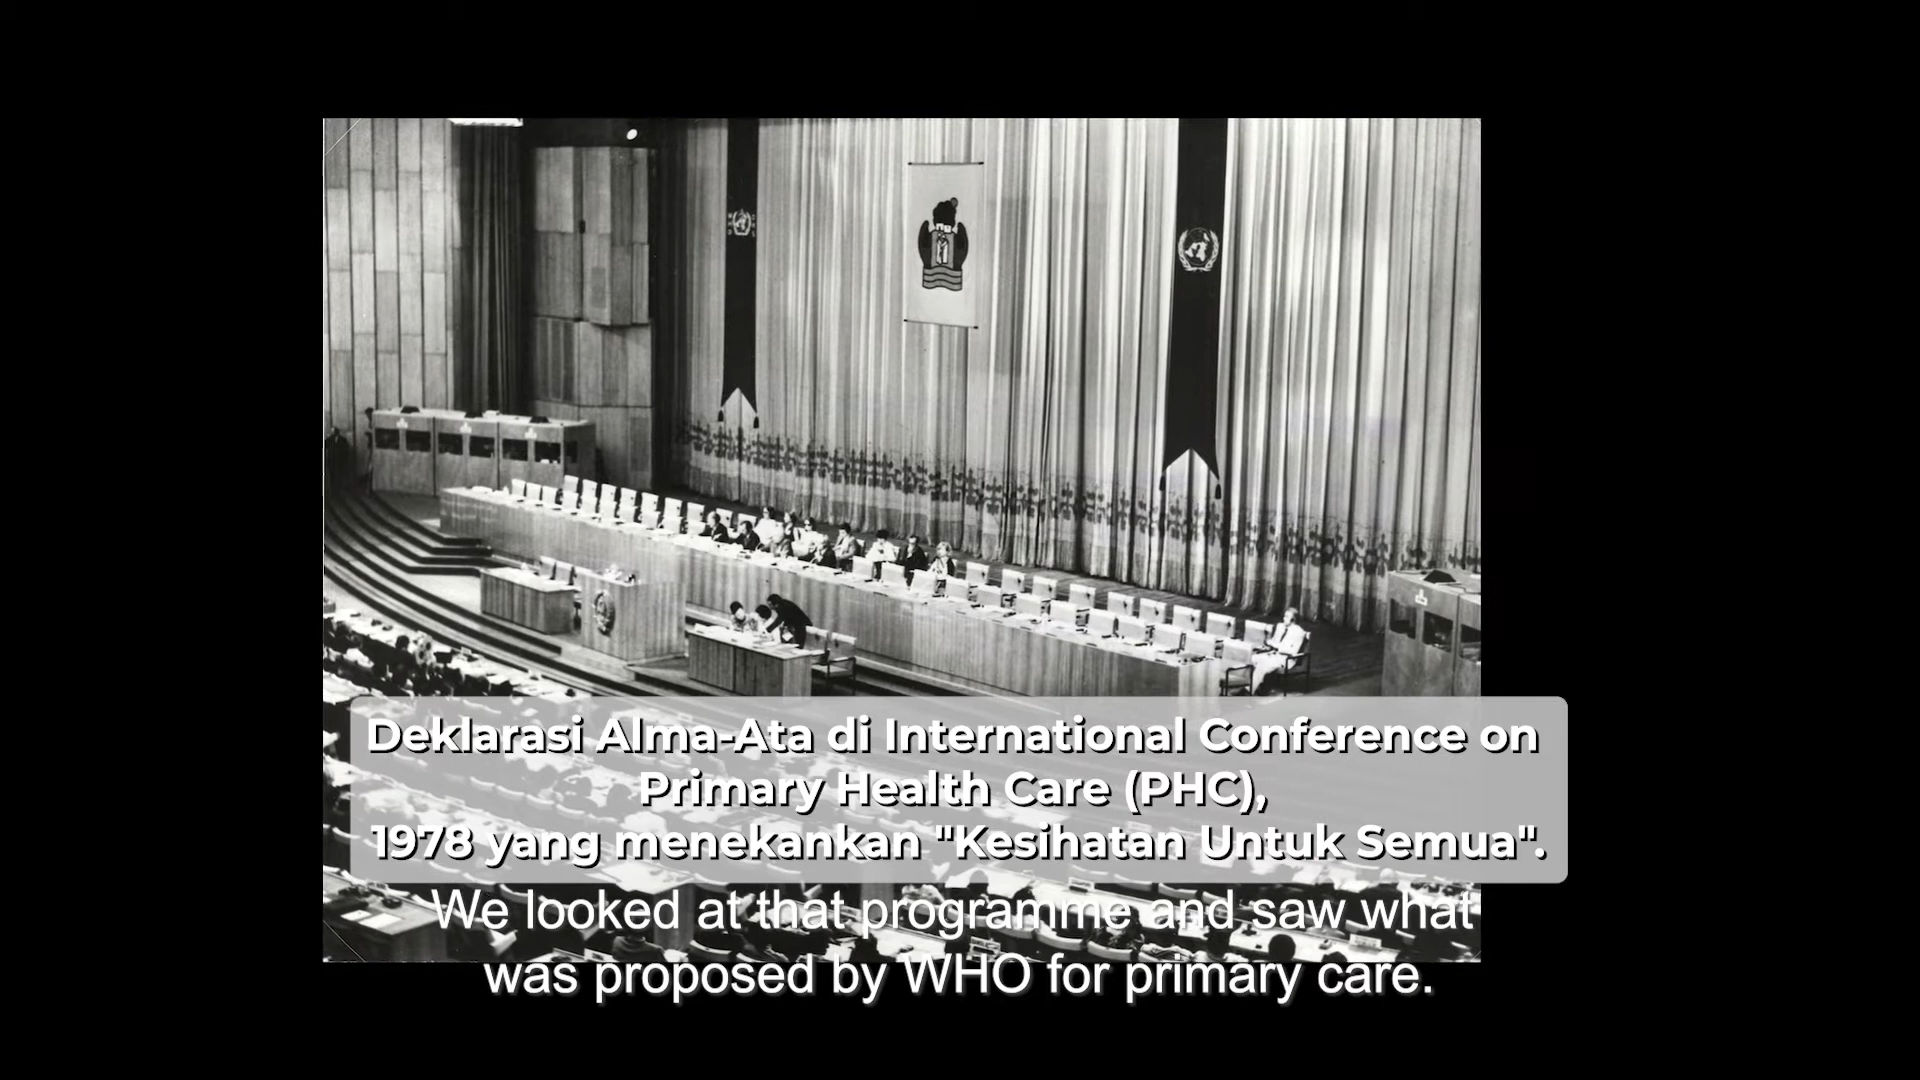 Deklarasi Alma-Ata di International Conference on
Primary Health Care (PHC),
1978 yang menekankan "Kesihatan Untuk Semua".
We looked at that programme and saw what
was proposed by WHO for primary care.